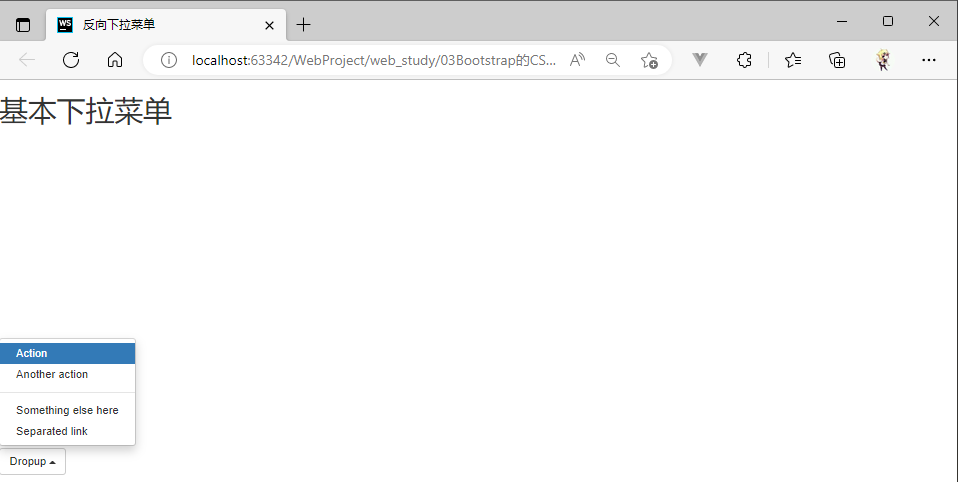 WS
反向下拉菜单
localhost:63342/WebProject/web_study/03Bootstrap的CS...
基本下拉菜单
Action
Another action
Something else here
Separated link
Dropup